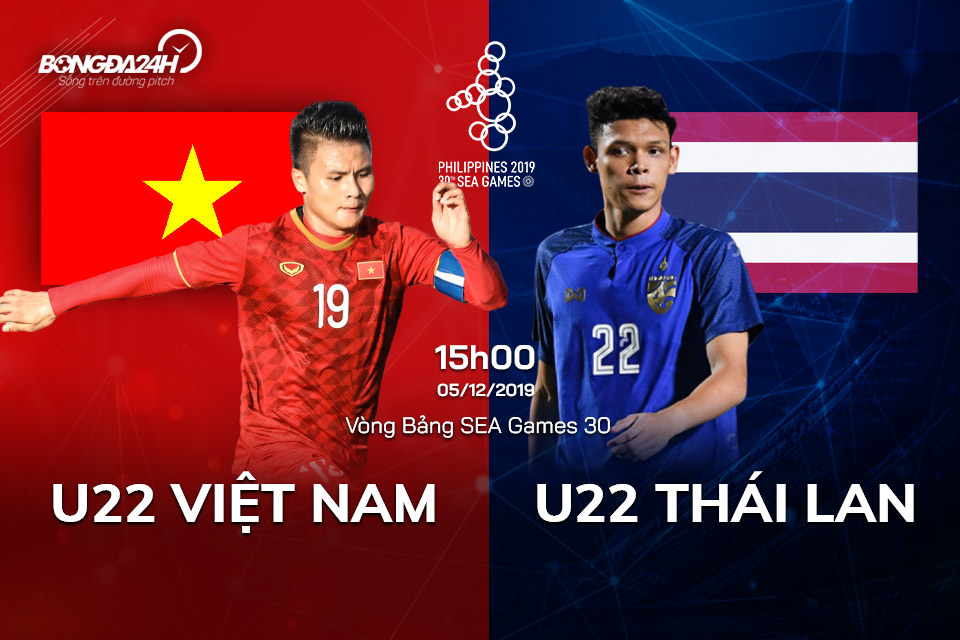 BONGDA24H
Sống trên đường pitch
PHILIPPINES 2019
30TH SEA GAMES
19
22
15h00
05/12/2019
Vòng Bảng SEA Games 30
U22 VIỆT NAM
U22 THÁI LAN